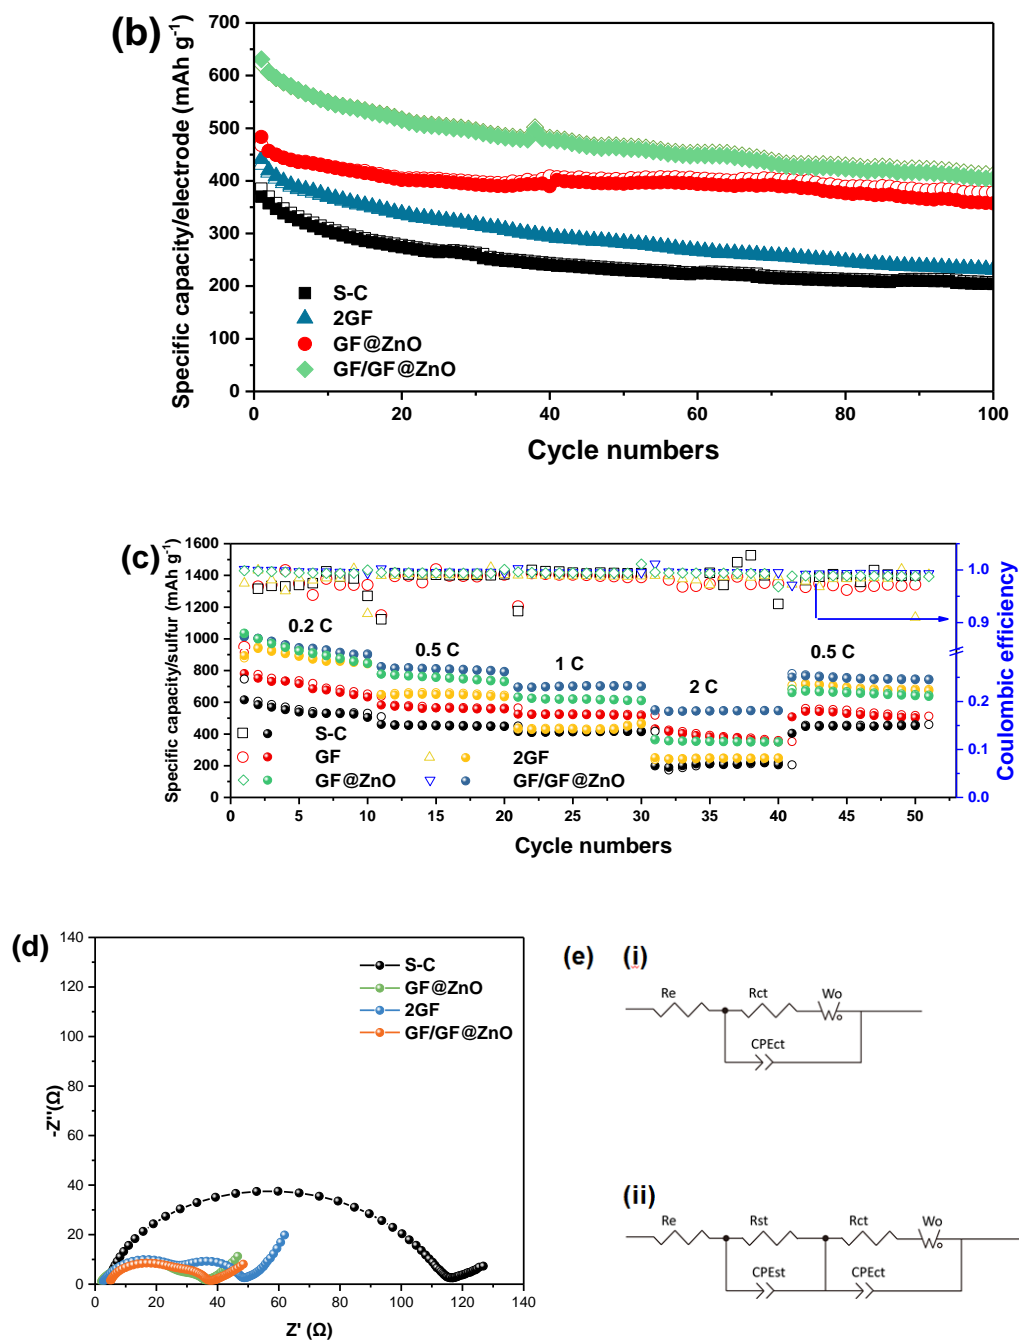 (b)
Specific capacity/electrode (mAh g-1)
700
600
500
400
300
200
100
0
S-C
2GF
GF@ZnO
GF/GF@ZnO
0 20 40 60 80 100
Cycle numbers
(c)
Specific capacity/sulfur (mAh g-1)
1600
1400
1200
1000
800
600
400
200
0
0.2 C
0.5 C
1 C
2 C
0.5 C
S-C
GF
2GF
GF@ZnO
GF/GF@ZnO
1.0
0.9
0.2
0.1
0.0
Coulombic efficiency
0 5 10 15 20 25 30 35 40 45 50
Cycle numbers
(d)
-Z''(Ω)
140
120
100
80
60
40
20
0
S-C
GF@ZnO
2GF
GF/GF@ZnO
0 20 40 60 80 100 120 140
Z' (Ω)
(e) (i)
Re Rct Wo
CPEct
(ii)
Re Rst Rct Wo
CPEst CPEct